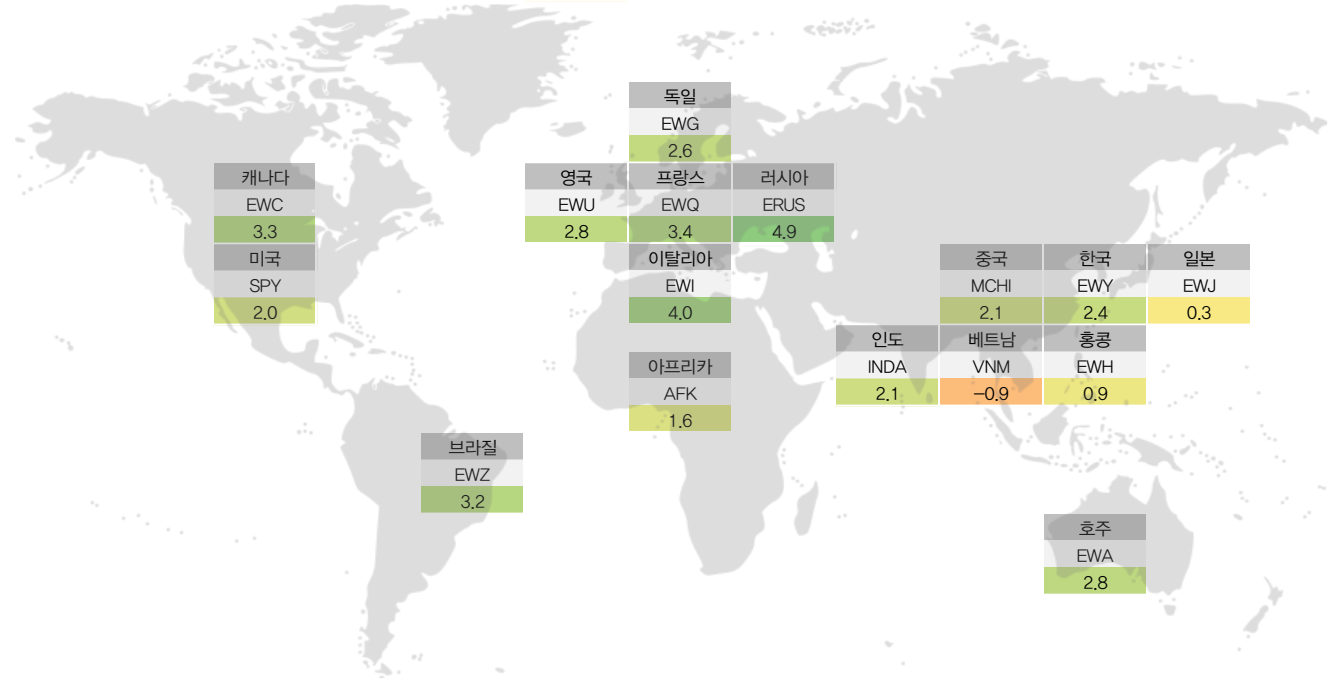 독일
EWG
2.6
캐나다
EWC
3.3
영국
EWU
2.8
프랑스
EWQ
3.4
러시아
ERUS
4.9
미국
SPY
2.0
이탈리아
EWI
4.0
중국
MCHI
2.1
한국
EWY
2.4
일본
EWJ
0.3
인도
INDA
2.1
베트남
VNM
-0.9
홍콩
EWH
0.9
아프리카
AFK
1.6
브라질
EWZ
3.2
호주
EWA
2.8